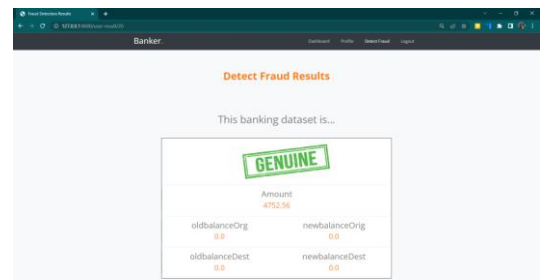 Fraud Detection Results
Banker.
Dashboard Profile Detect Fraud Logout
Detect Fraud Results
This banking dataset is...
GENUINE
Amount
4752.56
oldbalanceOrg newbalanceOrig
0.0 0.0
oldbalanceDest newbalanceDest
0.0 0.0